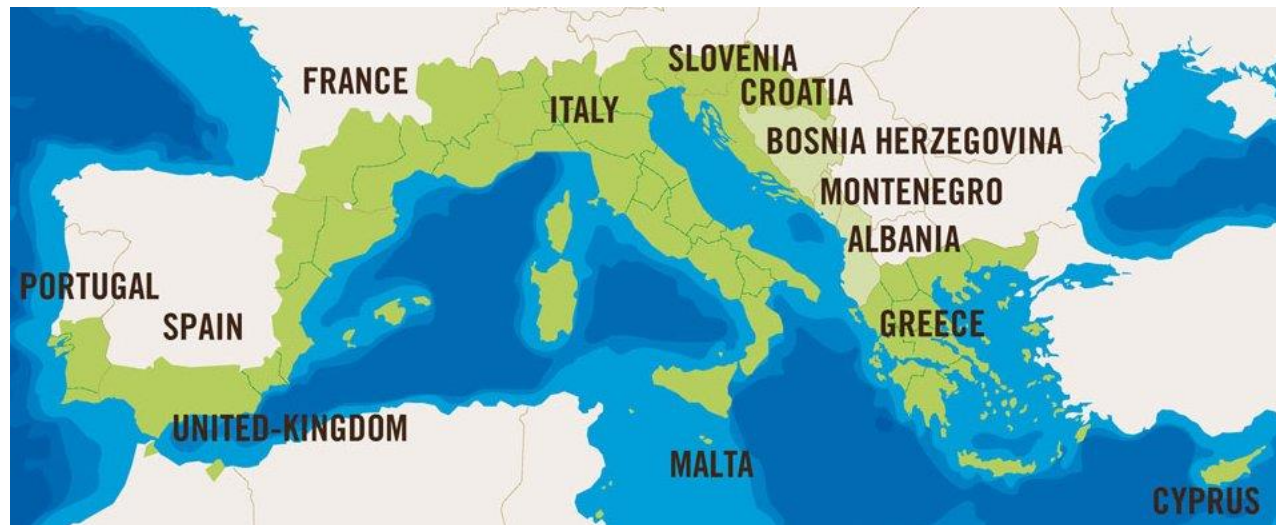 SLOVENIA
FRANCE
CROATIA
ITALY
BOSNIA HERZEGOVINA
MONTENEGRO
ALBANIA
PORTUGAL
SPAIN
GREECE
UNITED-KINGDOM
MALTA
CYPRUS